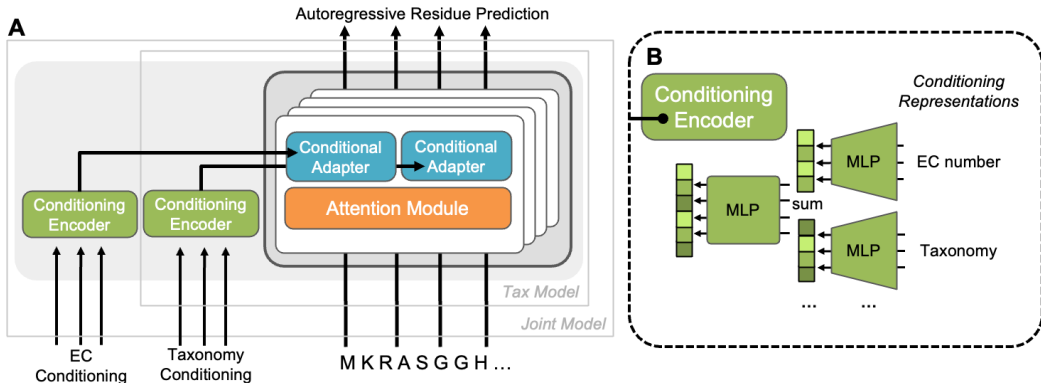 Autoregressive Residue Prediction
A
Conditional
Adapter
Conditional
Adapter
Attention Module
Conditioning
Encoder
Conditioning
Encoder
Tax Model
Joint Model
EC
Conditioning
Taxonomy
Conditioning
M K R A S G G H ...
B
Conditioning
Encoder
Conditioning
Representations
MLP
EC number
MLP
sum
MLP
Taxonomy
...
...